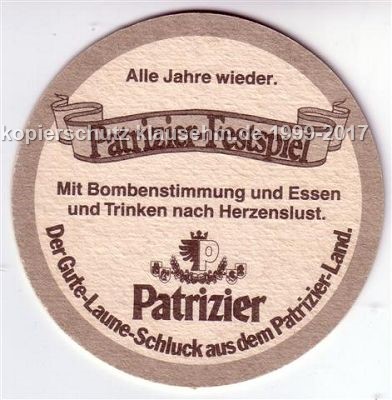 Alle Jahre wieder.
Patrizier-Festspiel
kopierschutz klausehm.de 1999-2017
Mit Bombenstimmung und Essen
und Trinken nach Herzenslust.
P
Patrizier
Der Gute-Laune-Schluck aus dem Patrizier-Land.